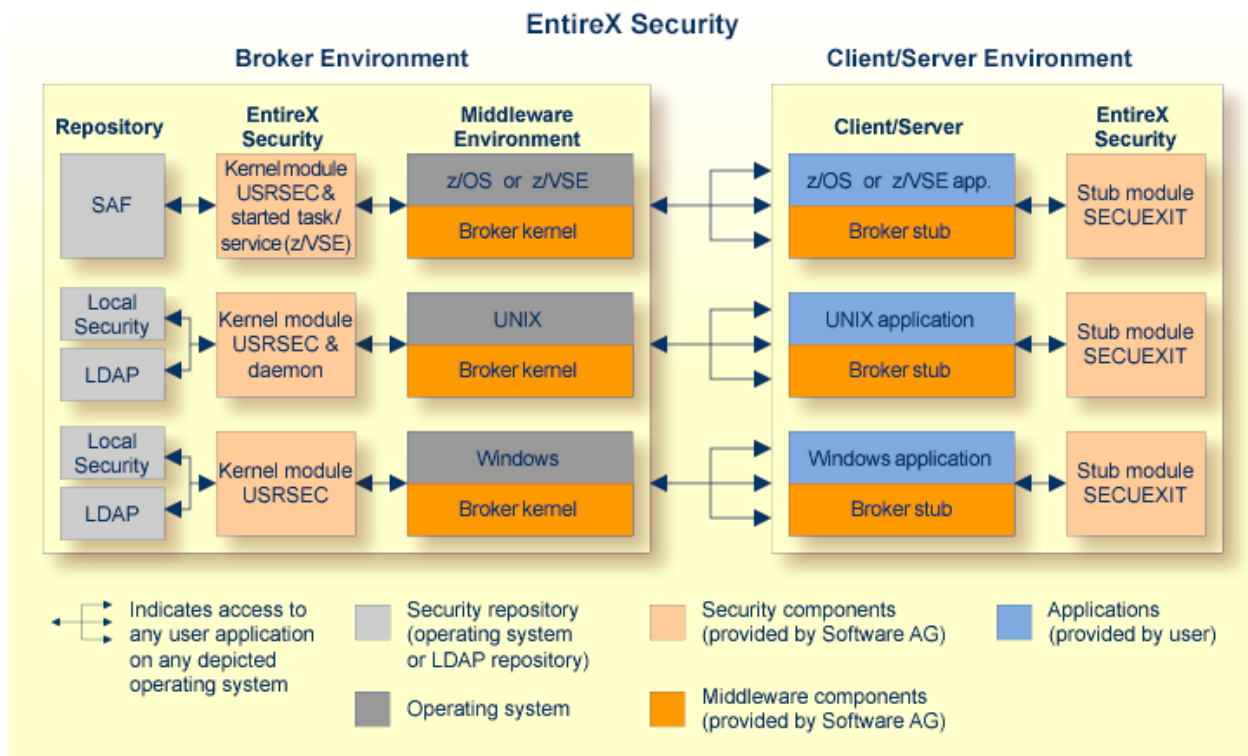 EntireX Security
Broker Environment
Client/Server Environment
Repository
EntireX
Security
Middleware
Environment
Client/Server
EntireX
Security
SAF
Kernel module
USRSEC &
started task/
service (z/VSE)
z/OS or z/VSE
Broker kernel
z/OS or z/VSE app.
Broker stub
Stub module
SECUEXIT
Local
Security
LDAP
Kernel module
USRSEC &
daemon
UNIX
Broker kernel
UNIX application
Broker stub
Stub module
SECUEXIT
Local
Security
LDAP
Kernel module
USRSEC
Windows
Broker kernel
Windows application
Broker stub
Stub module
SECUEXIT
Indicates access to
any user application
on any depicted
operating system
Security repository
(operating system
or LDAP repository)
Operating system
Security components
(provided by Software AG)
Middleware components
(provided by Software AG)
Applications
(provided by user)